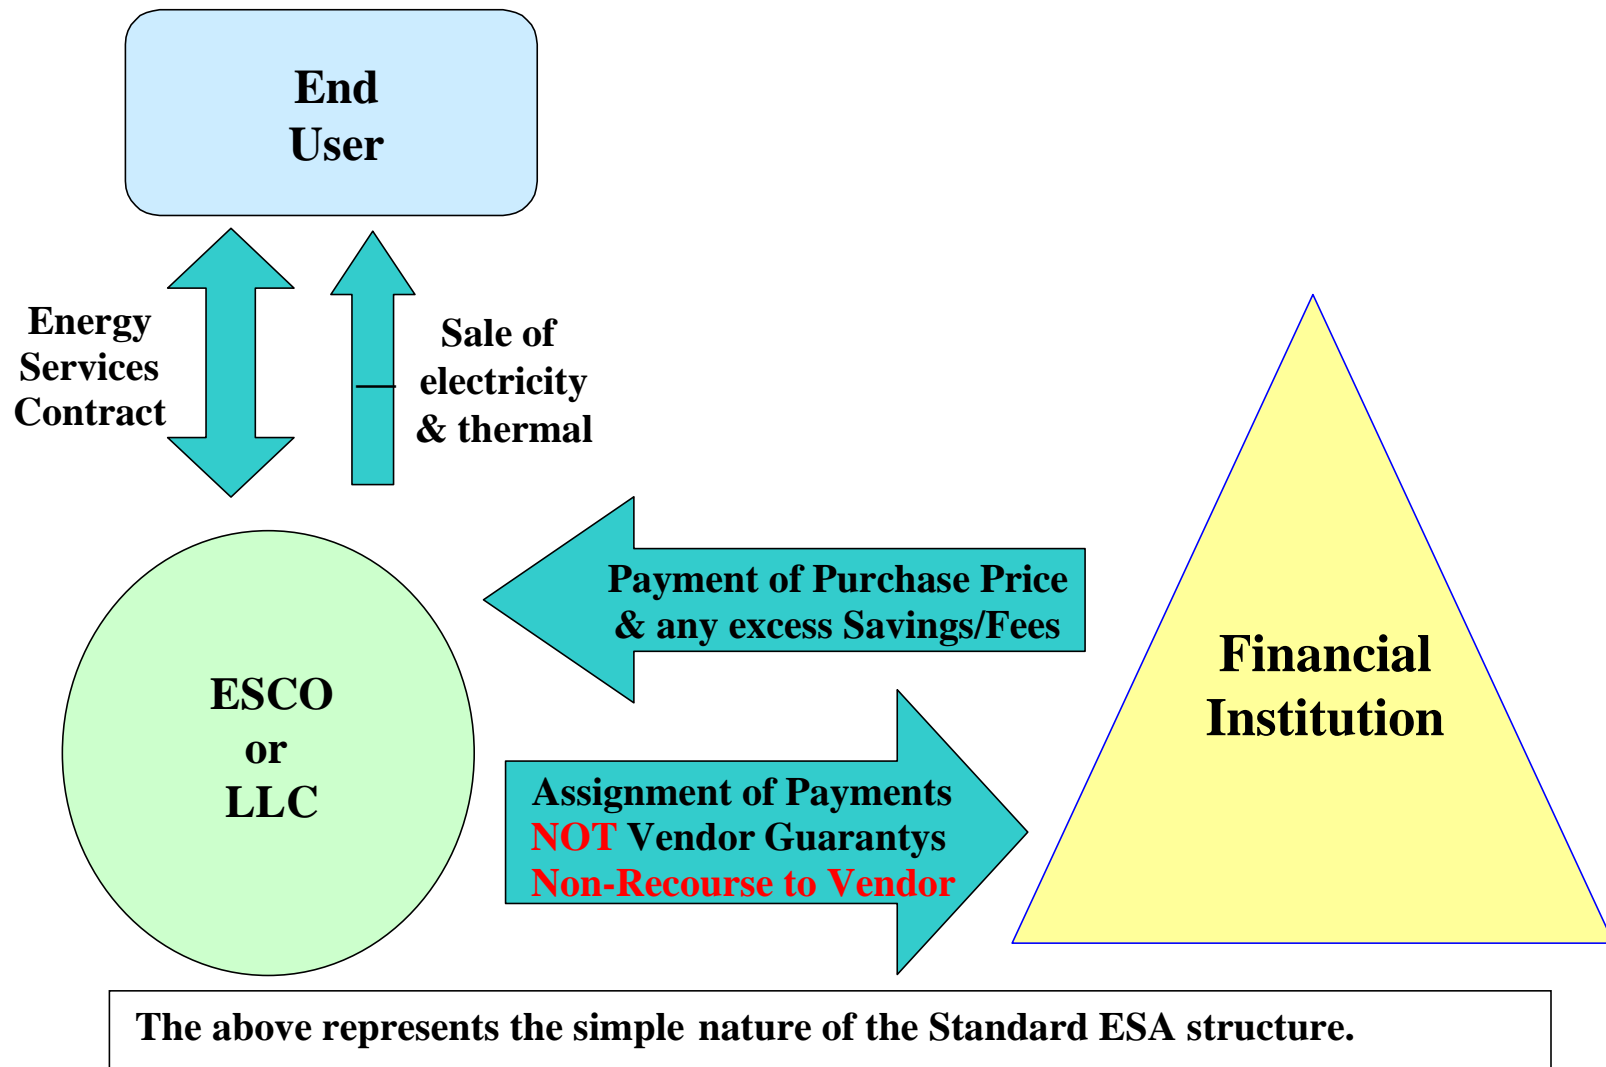 End
User
Energy
Services
Contract
Sale of
electricity
& thermal
Payment of Purchase Price
& any excess Savings/Fees
Financial
Institution
ESCO
or
LLC
Assignment of Payments
NOT Vendor Guarantys
Non-Recourse to Vendor
The above represents the simple nature of the Standard ESA structure.